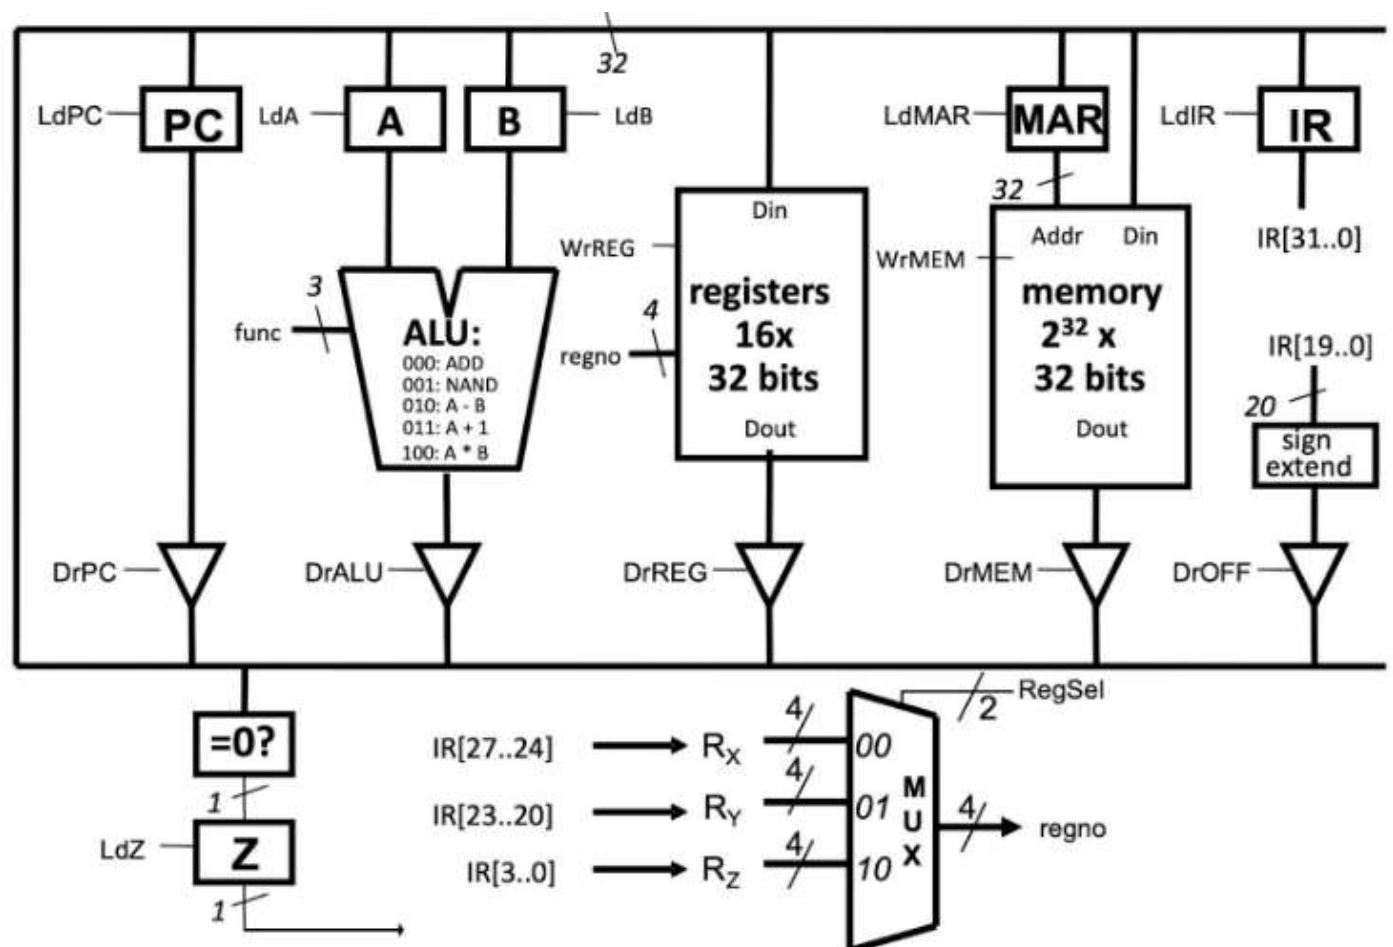 32
LdPC
PC
LdA
A
B
LdB
LdMAR
MAR
LdIR
IR
32
Din
WrREG
registers
16x
32 bits
4
regno
Dout
Addr Din
WrMEM
memory
2³² x
32 bits
Dout
IR[31..0]
IR[19..0]
20
sign
extend
3
func
ALU:
000: ADD
001: NAND
010: A - B
011: A + 1
100: A * B
DrPC
DrALU
DrREG
DrMEM
DrOFF
=0?
1
LdZ
Z
1
IR[27..24]
RX
4
00
IR[23..20]
RY
4
01
IR[3..0]
RZ
4
10
M
U
X
RegSel
2
4
regno